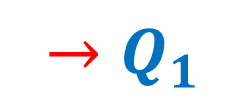 → Q₁